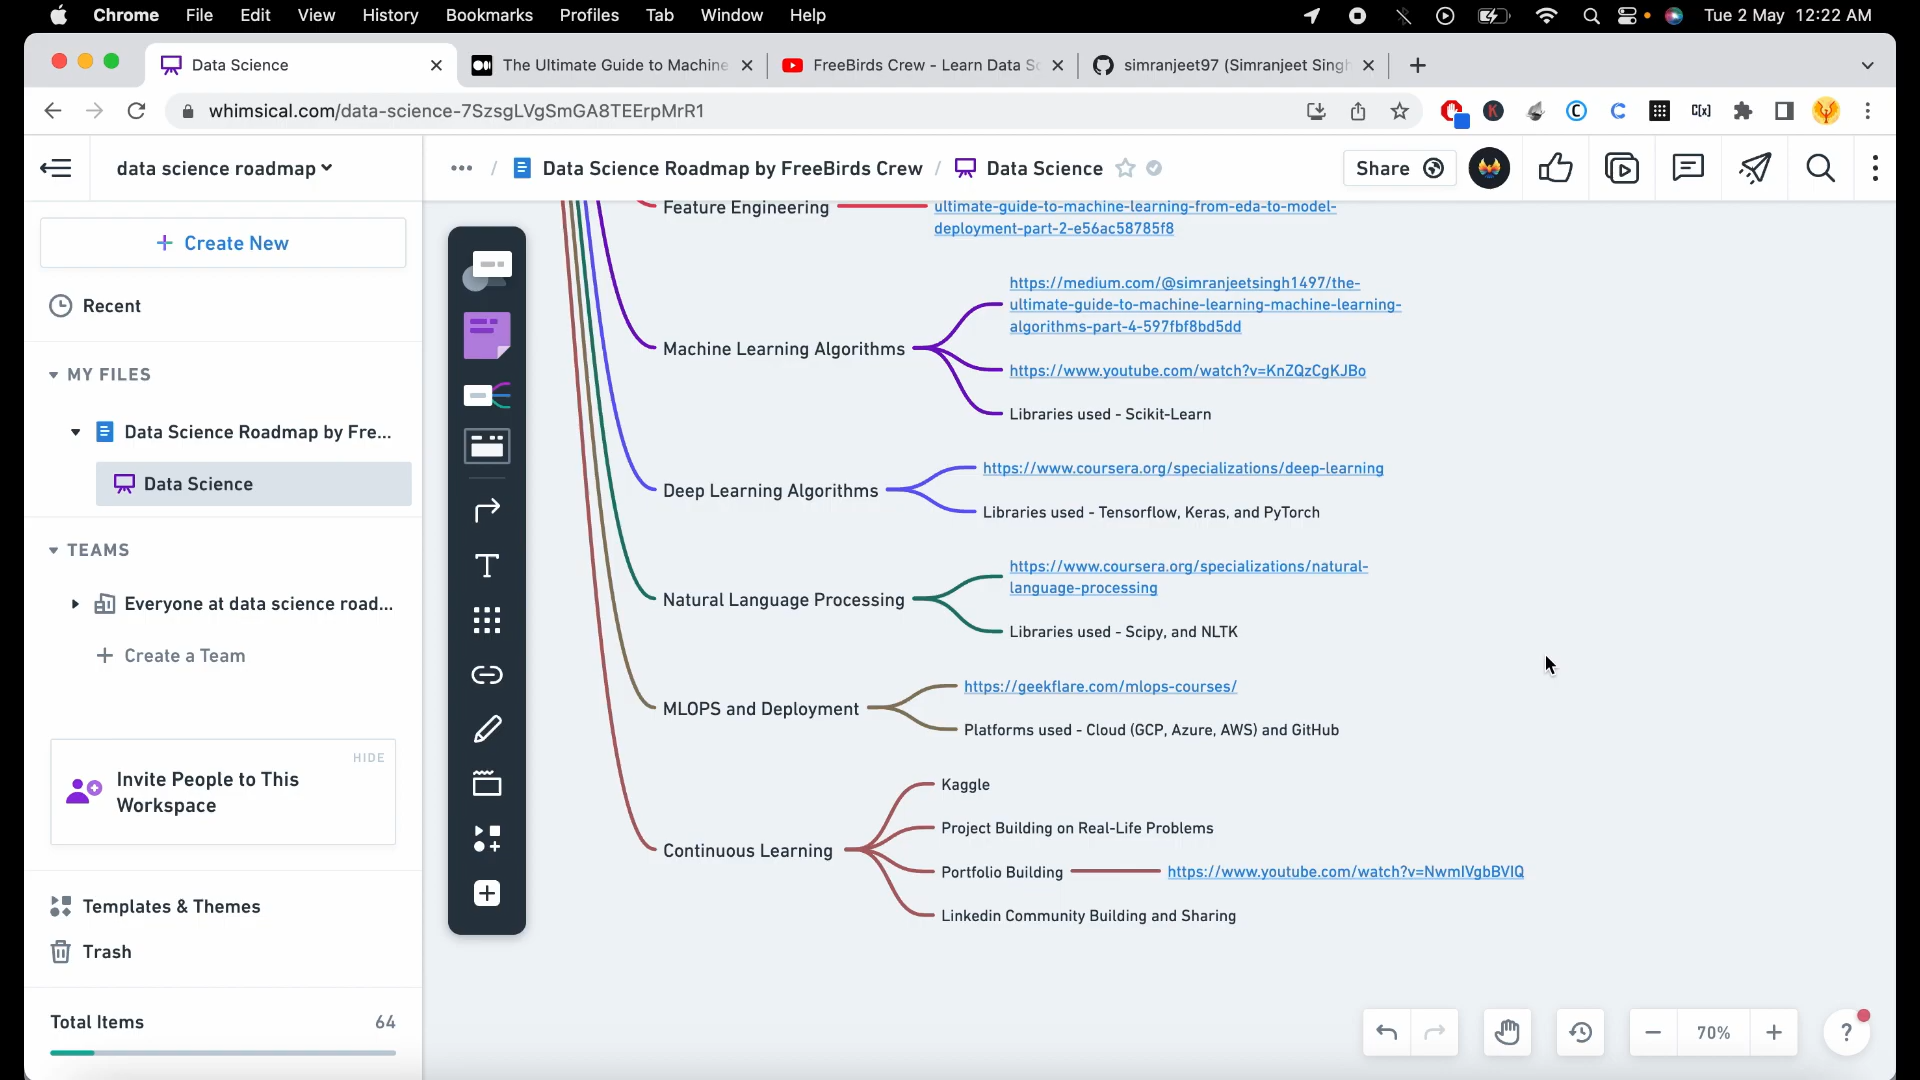 Chrome File Edit View History Bookmarks Profiles Tab Window Help Tue 2 May 12:22 AM
Data Science The Ultimate Guide to Machine FreeBirds Crew - Learn Data Sc simranjeet97 (Simranjeet Singh
whimsical.com/data-science-7SzsgLVgSmGA8TEErpMrR1
C[x]
data science roadmap
Data Science Roadmap by FreeBirds Crew / Data Science
Share
+ Create New
Recent
MY FILES
Data Science Roadmap by Fre...
Data Science
TEAMS
Everyone at data science road...
+ Create a Team
HIDE
Invite People to This
Workspace
Templates & Themes
Trash
Total Items 64
Feature Engineering
ultimate-guide-to-machine-learning-from-eda-to-model-
deployment-part-2-e56ac58785f8
Machine Learning Algorithms
https://medium.com/@simranjeetsingh1497/the-
ultimate-guide-to-machine-learning-machine-learning-
algorithms-part-4-597fbf8bd5dd
https://www.youtube.com/watch?v=KnZQzCgKJBo
Libraries used - Scikit-Learn
Deep Learning Algorithms
https://www.coursera.org/specializations/deep-learning
Libraries used - Tensorflow, Keras, and PyTorch
Natural Language Processing
https://www.coursera.org/specializations/natural-
language-processing
Libraries used - Scipy, and NLTK
MLOPS and Deployment
https://geekflare.com/mlops-courses/
Platforms used - Cloud (GCP, Azure, AWS) and GitHub
Continuous Learning
Kaggle
Project Building on Real-Life Problems
Portfolio Building
https://www.youtube.com/watch?v=NwmIVgbBVIQ
Linkedin Community Building and Sharing
70%
?